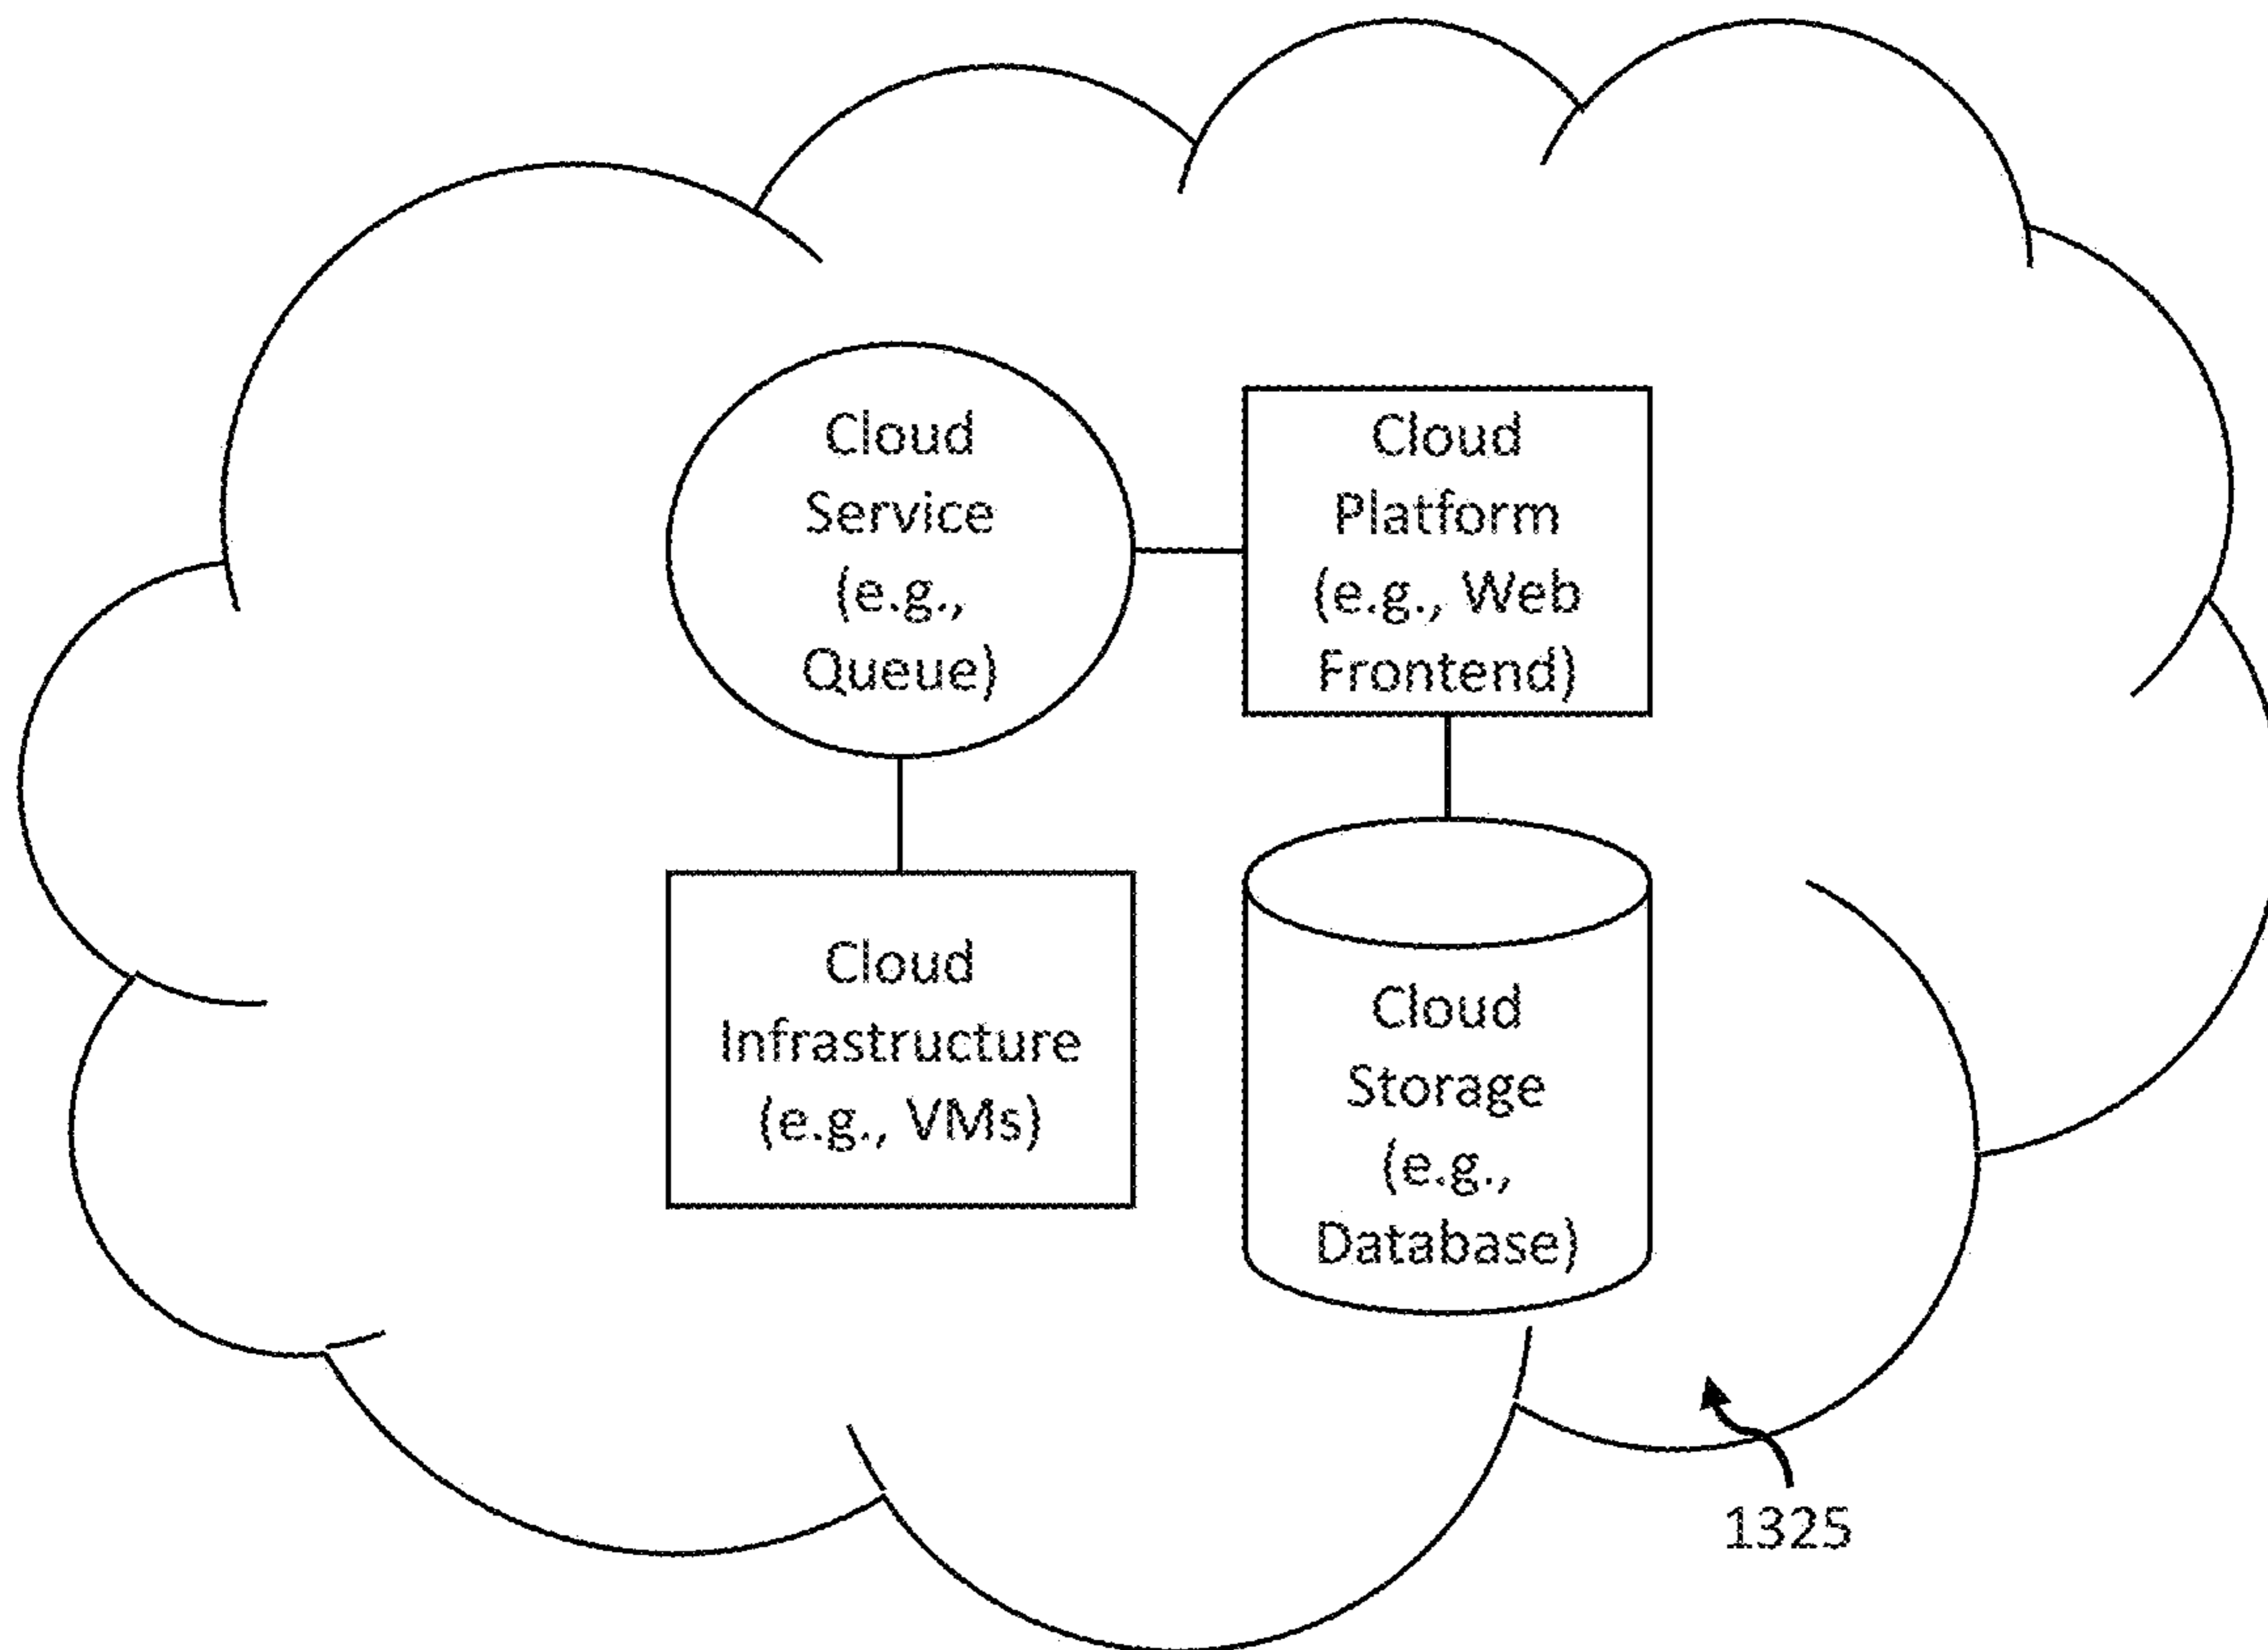 Cloud
Service
(e.g.,
Queue)
Cloud
Platform
(e.g., Web
Frontend)
Cloud
Infrastructure
(e.g., VMs)
Cloud
Storage
(e.g.,
Database)
1325